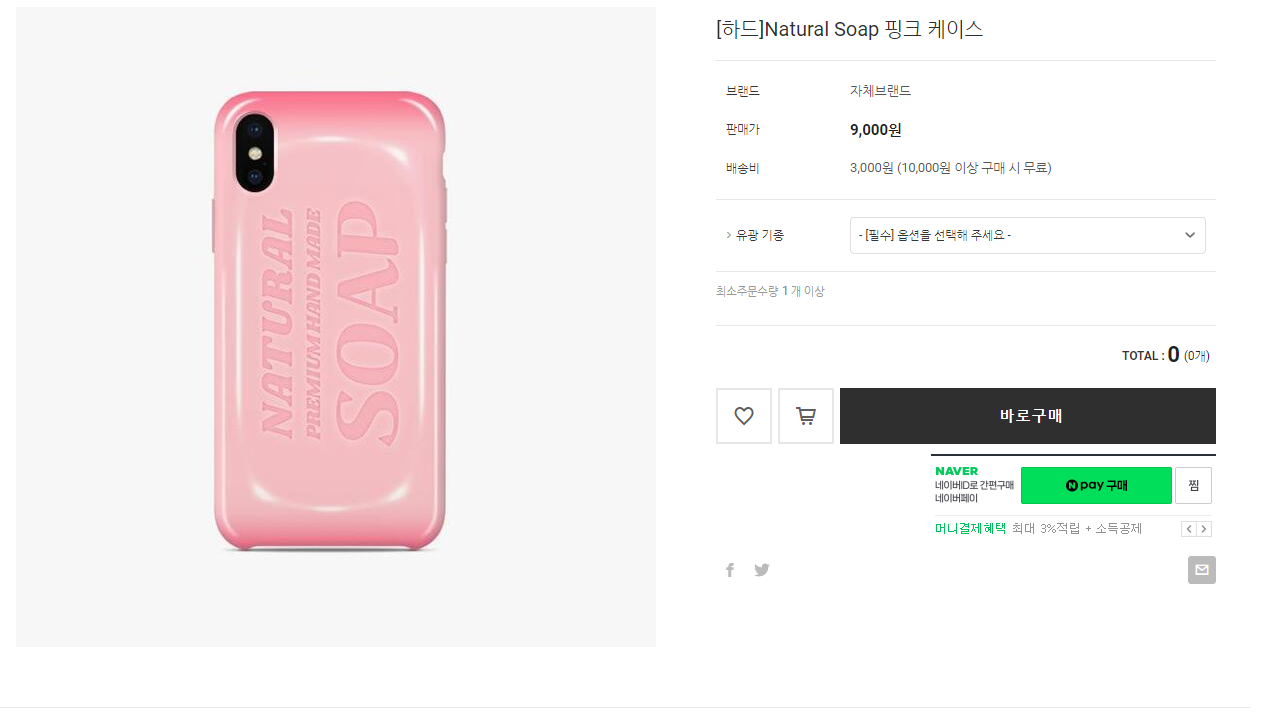 NATURAL
PREMIUM HAND MADE
SOAP
[하드]Natural Soap 핑크 케이스
브랜드 자체브랜드
판매가 9,000원
배송비 3,000원 (10,000원 이상 구매 시 무료)
> 유광 기종 - [필수] 옵션을 선택해 주세요 -
최소주문수량 1 개 이상
TOTAL : 0 (0개)
바로구매
NAVER
네이버ID로 간편구매
네이버페이
N pay 구매 찜
머니결제혜택 최대 3%적립 + 소득공제